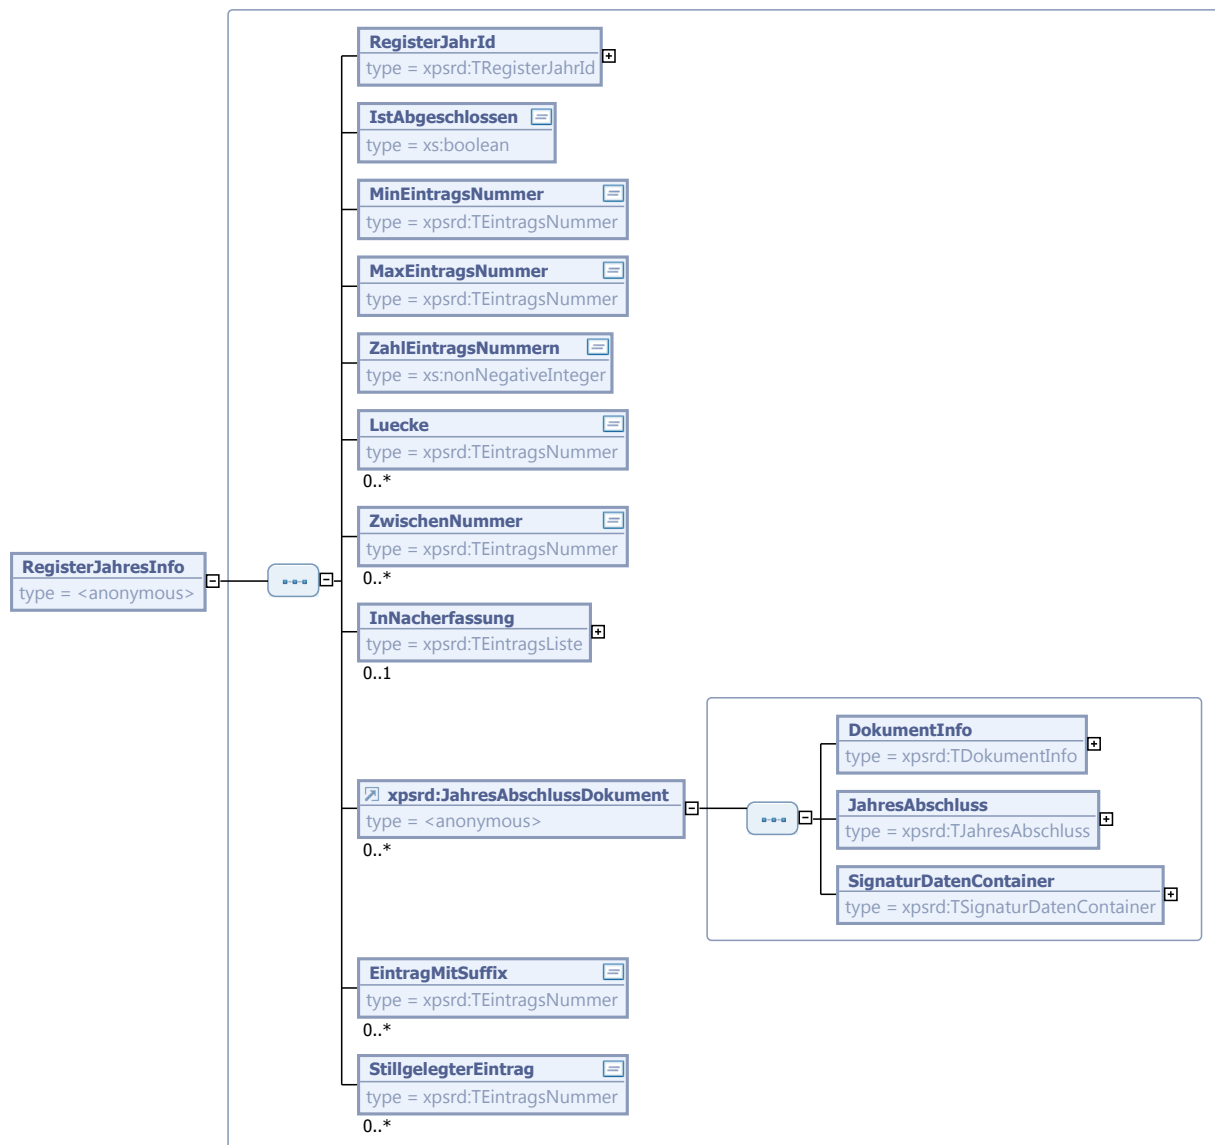 RegisterJahrId
type = xpsrd:TRegisterJahrId
IstAbgeschlossen
type = xs:boolean
MinEintragsNummer
type = xpsrd:TEintragsNummer
MaxEintragsNummer
type = xpsrd:TEintragsNummer
ZahlEintragsNummern
type = xs:nonNegativeInteger
Luecke
type = xpsrd:TEintragsNummer
0..*
ZwischenNummer
type = xpsrd:TEintragsNummer
0..*
RegisterJahresInfo
type = <anonymous>
InNacherfassung
type = xpsrd:TEintragsListe
0..1
xpsrd:JahresAbschlussDokument
type = <anonymous>
0..*
DokumentInfo
type = xpsrd:TDokumentInfo
JahresAbschluss
type = xpsrd:TJahresAbschluss
SignaturDatenContainer
type = xpsrd:TSignaturDatenContainer
EintragMitSuffix
type = xpsrd:TEintragsNummer
0..*
StillgelegterEintrag
type = xpsrd:TEintragsNummer
0..*